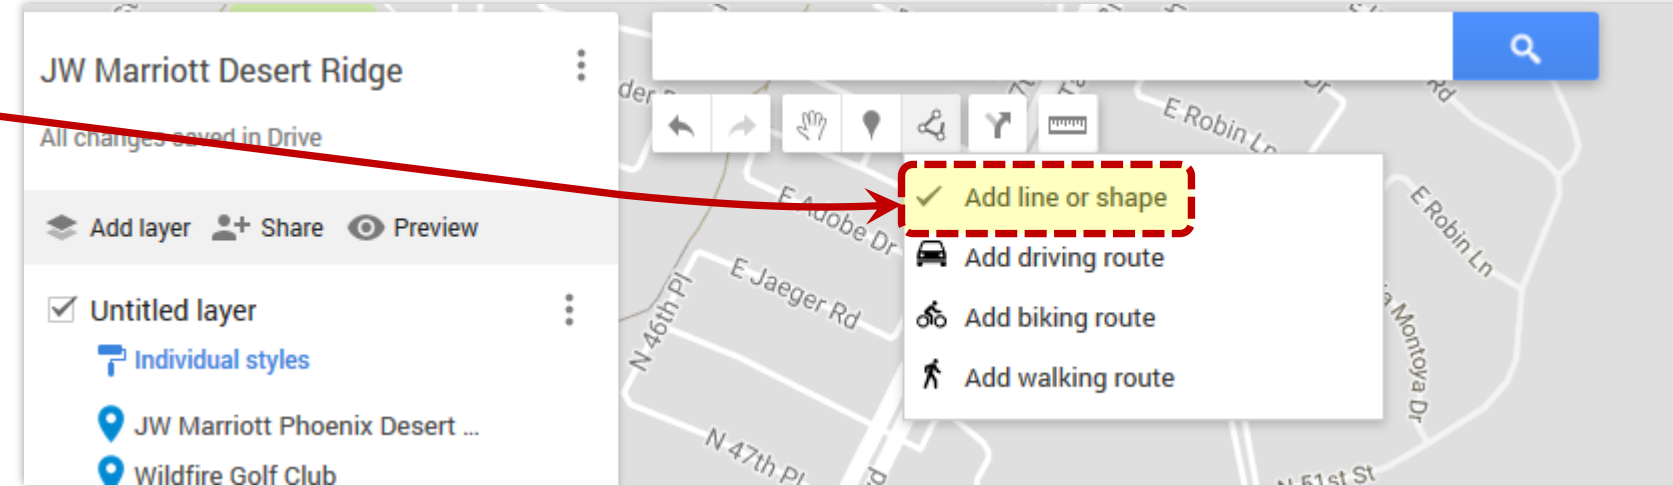 JW Marriott Desert Ridge
All changes saved in Drive
Add layer
Share
Preview
Untitled layer
Individual styles
JW Marriott Phoenix Desert ...
Wildfire Golf Club
Add line or shape
Add driving route
Add biking route
Add walking route
E Robin Ln
E Robin Ln
E Adobe Dr
E Jaeger Rd
N 46th Pl
N 47th Pl
Montoya Dr
N 51st St
Dr
Rd